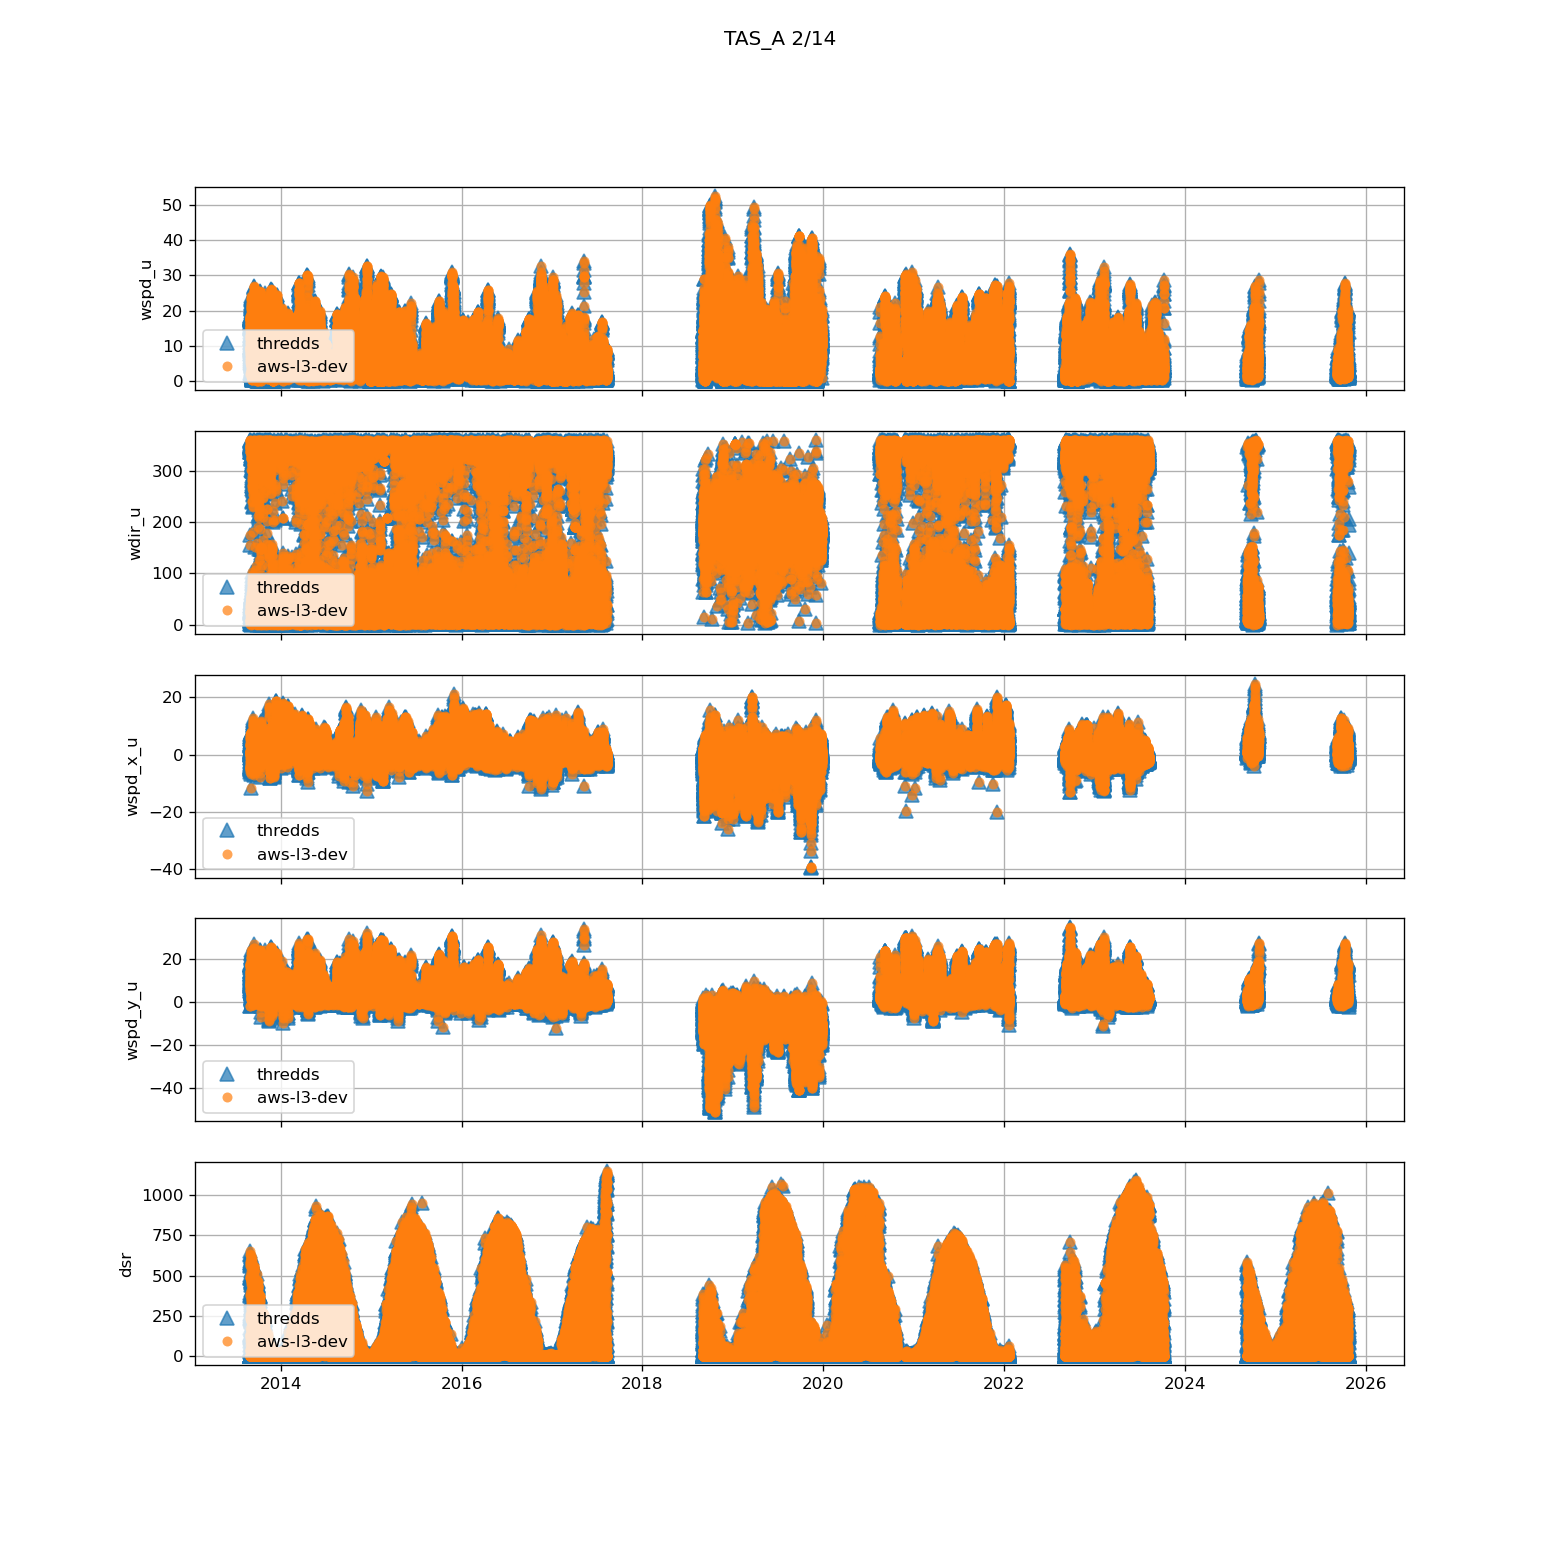 TAS_A 2/14
50
40
30
20
10
0
wspd_u
thredds
aws-l3-dev
300
200
100
0
wdir_u
thredds
aws-l3-dev
20
0
−20
−40
wspd_x_u
thredds
aws-l3-dev
20
0
−20
−40
wspd_y_u
thredds
aws-l3-dev
1000
750
500
250
0
dsr
thredds
aws-l3-dev
2014 2016 2018 2020 2022 2024 2026